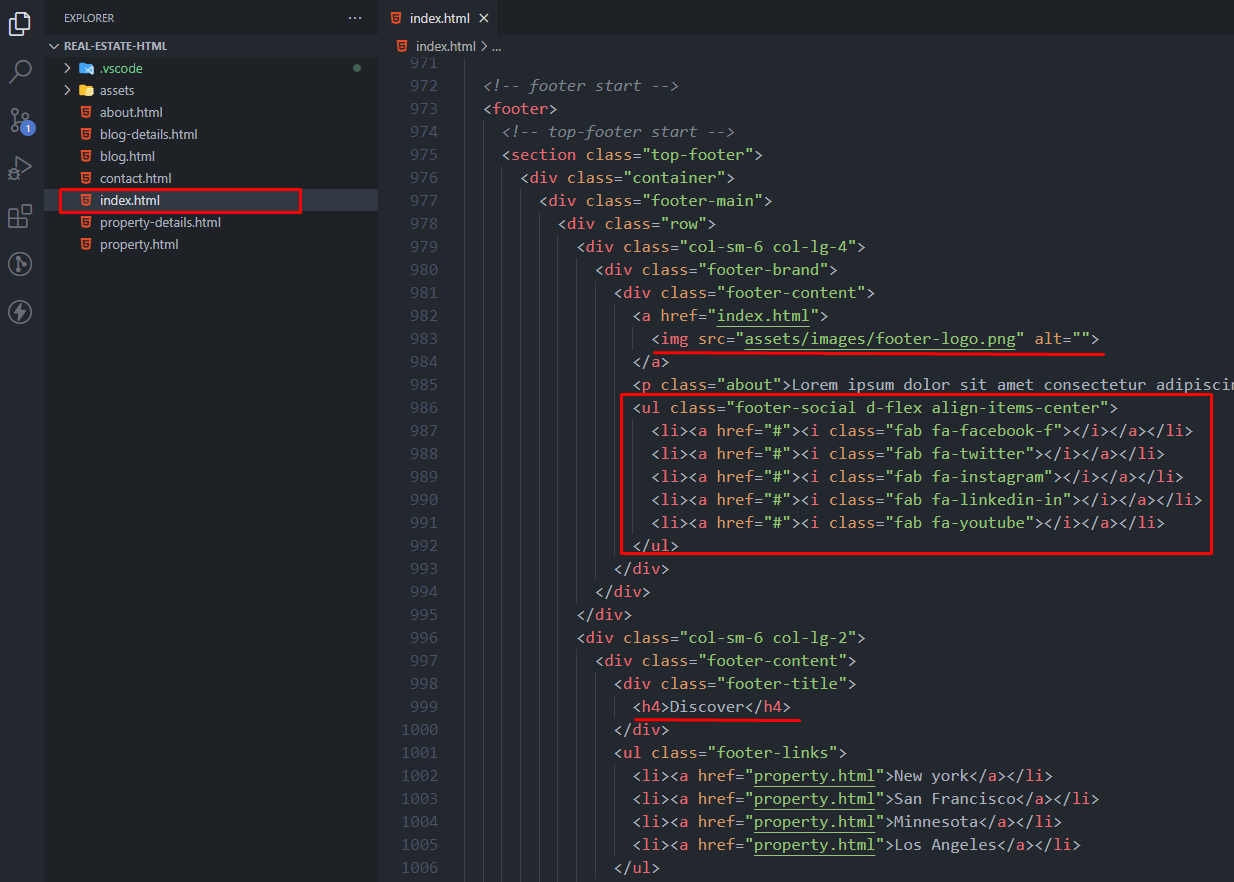 EXPLORER
...
REAL-ESTATE-HTML
.vscode
assets
about.html
blog-details.html
blog.html
contact.html
index.html
property-details.html
property.html
1
index.html
index.html > ...
971
972 <!-- footer start -->
973 <footer>
974 <!-- top-footer start -->
975 <section class="top-footer">
976 <div class="container">
977 <div class="footer-main">
978 <div class="row">
979 <div class="col-sm-6 col-lg-4">
980 <div class="footer-brand">
981 <div class="footer-content">
982 <a href="index.html">
983 <img src="assets/images/footer-logo.png" alt="">
984 </a>
985 <p class="about">Lorem ipsum dolor sit amet consectetur adipiscin
986 <ul class="footer-social d-flex align-items-center">
987 <li><a href="#"><i class="fab fa-facebook-f"></i></a></li>
988 <li><a href="#"><i class="fab fa-twitter"></i></a></li>
989 <li><a href="#"><i class="fab fa-instagram"></i></a></li>
990 <li><a href="#"><i class="fab fa-linkedin-in"></i></a></li>
991 <li><a href="#"><i class="fab fa-youtube"></i></a></li>
992 </ul>
993 </div>
994 </div>
995 </div>
996 <div class="col-sm-6 col-lg-2">
997 <div class="footer-content">
998 <div class="footer-title">
999 <h4>Discover</h4>
1000 </div>
1001 <ul class="footer-links">
1002 <li><a href="property.html">New york</a></li>
1003 <li><a href="property.html">San Francisco</a></li>
1004 <li><a href="property.html">Minnesota</a></li>
1005 <li><a href="property.html">Los Angeles</a></li>
1006 </ul>